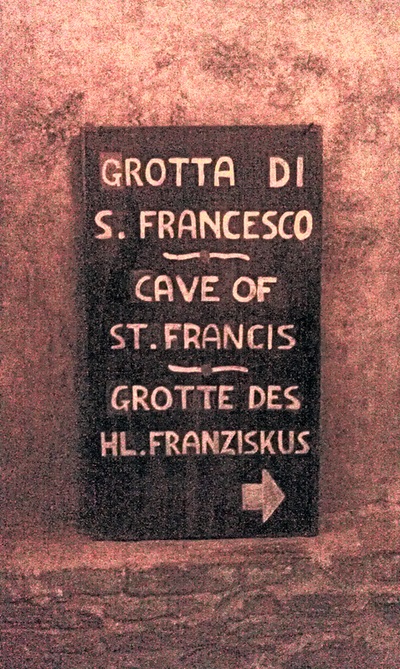 GROTTA DI
S. FRANCESCO
CAVE OF
ST. FRANCIS
GROTTE DES
HL. FRANZISKUS